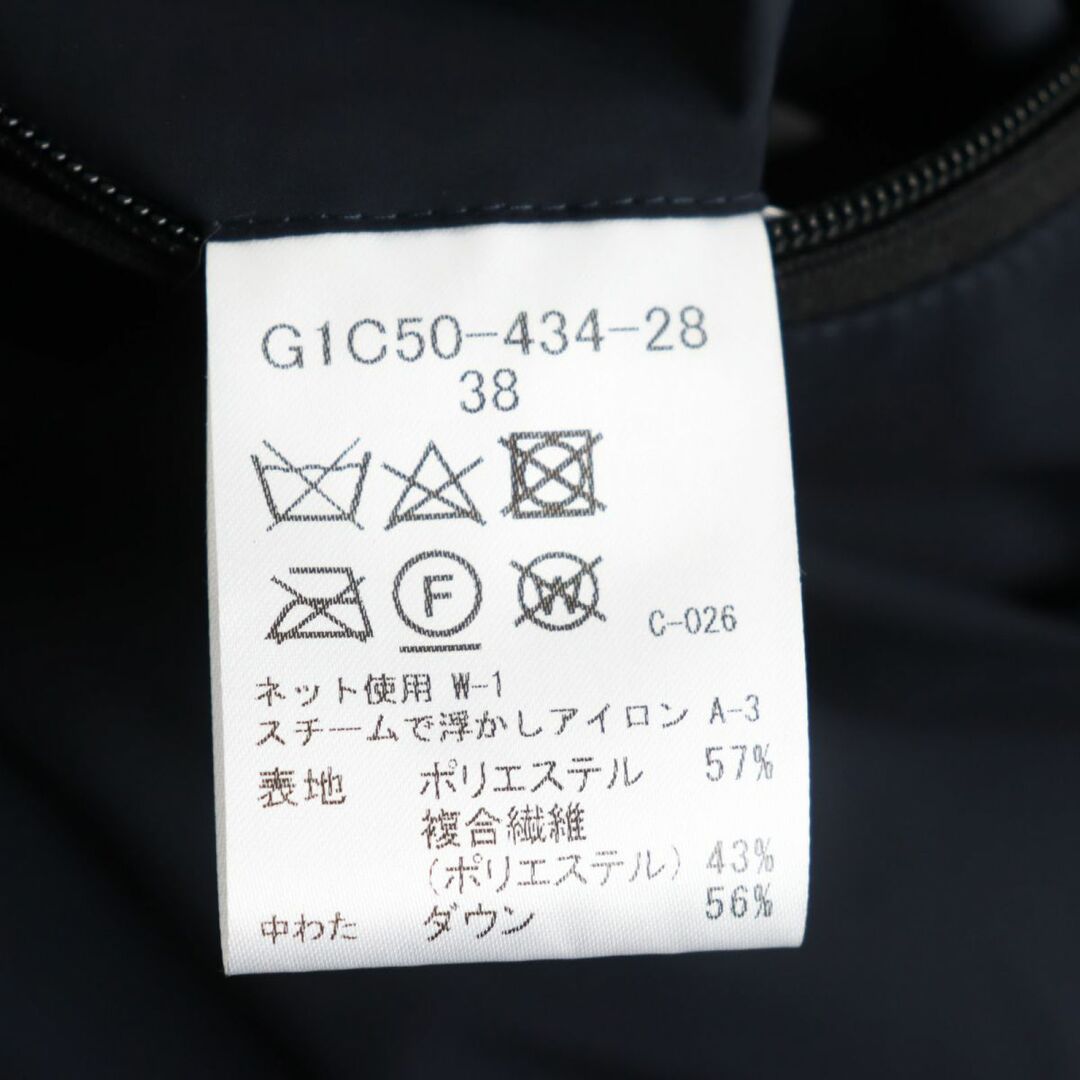 G1C50-434-28
38
F W C-026
ネット使用 W-1
スチームで浮かしアイロン A-3
表地 ポリエステル 57%
複合繊維
(ポリエステル) 43%
中わた ダウン 56%